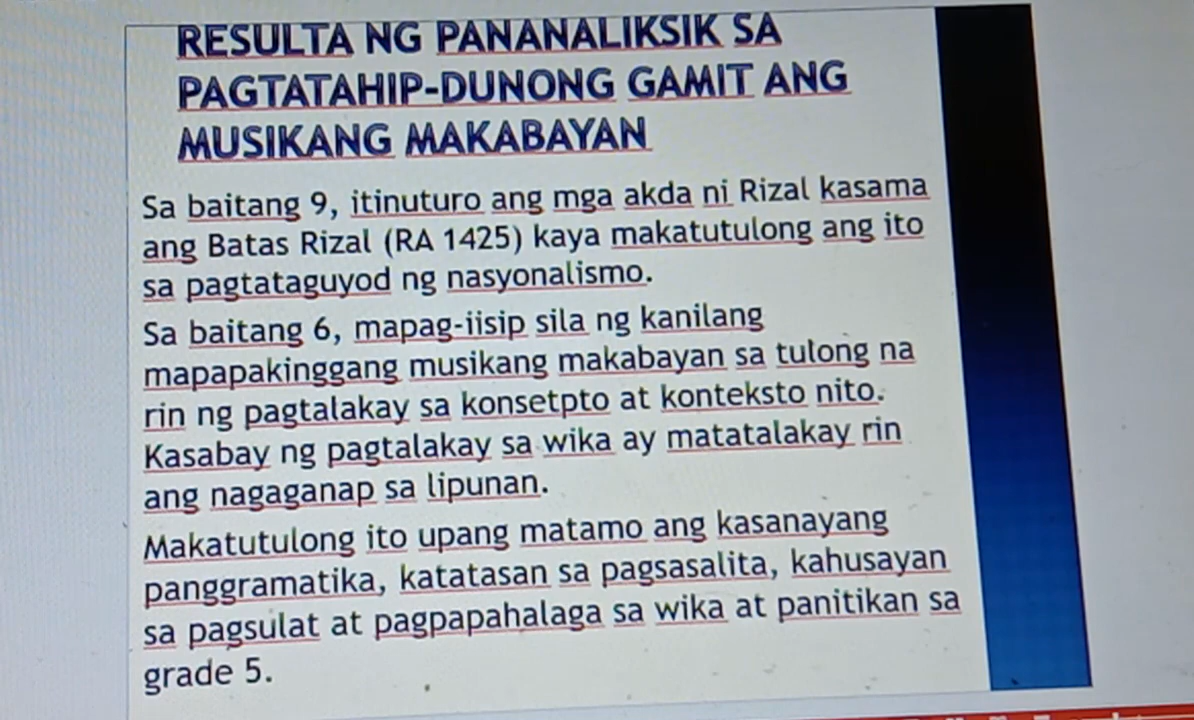 RESULTA NG PANANALIKSIK SA
PAGTATAHIP-DUNONG GAMIT ANG
MUSIKANG MAKABAYAN
Sa baitang 9, itinuturo ang mga akda ni Rizal kasama
ang Batas Rizal (RA 1425) kaya makatutulong ang ito
sa pagtataguyod ng nasyonalismo.
Sa baitang 6, mapag-iisip sila ng kanilang
mapapakinggang musikang makabayan sa tulong na
rin ng pagtalakay sa konsetpto at konteksto nito.
Kasabay ng pagtalakay sa wika ay matatalakay rin
ang nagaganap sa lipunan.
Makatutulong ito upang matamo ang kasanayang
panggramatika, katatasan sa pagsasalita, kahusayan
sa pagsulat at pagpapahalaga sa wika at panitikan sa
grade 5.